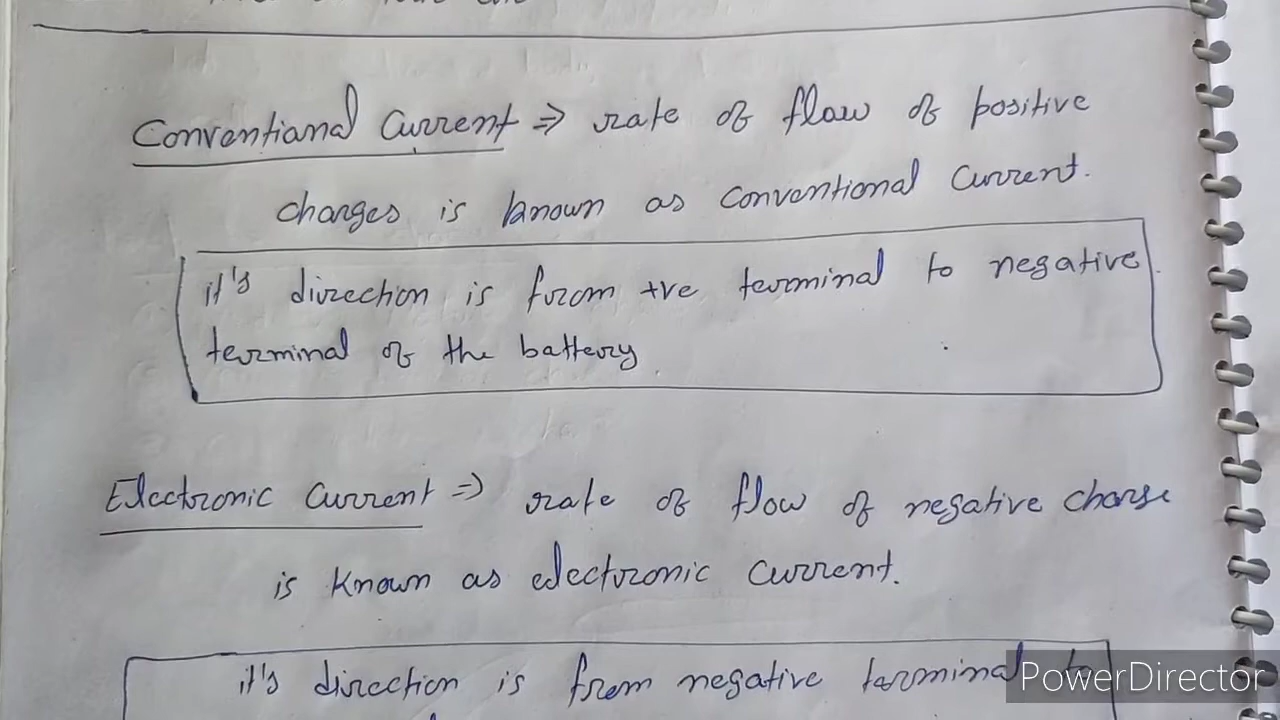 Conventianal Current ⇒ rate of flow of positive
charges is known as conventional current.
it's direction is from +ve terminal to negative
terminal of the battery
Electronic current ⇒ rate of flow of negative charge
is known as electronic current.
it's direction is from negative terminal to
PowerDirector